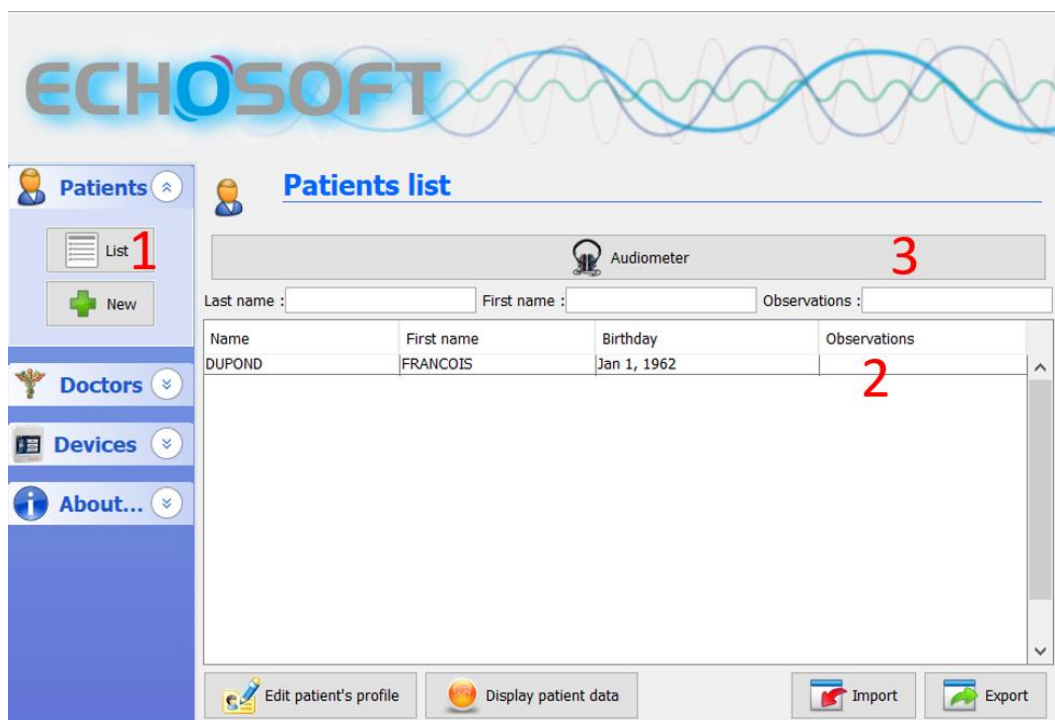 ECHOSOFT
Patients
Patients list
List
1
Audiometer
3
New
Last name :
First name :
Observations :
Name
First name
Birthday
Observations
DUPOND
FRANCOIS
Jan 1, 1962
2
Doctors
Devices
About...
Edit patient's profile
Display patient data
Import
Export